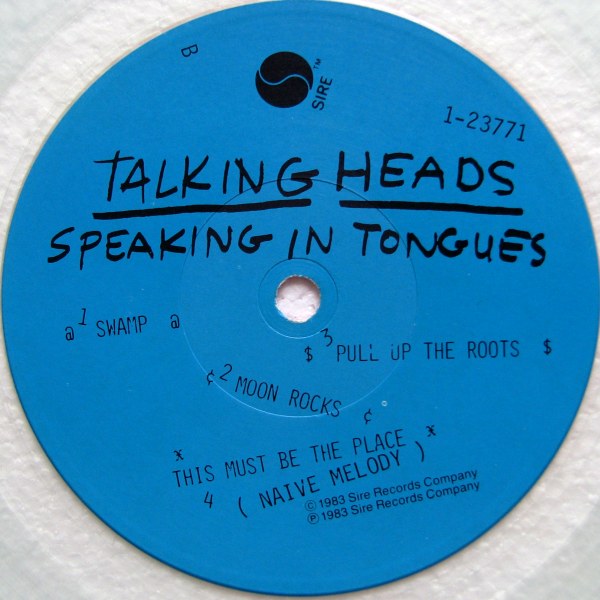 B
SIRE™
1-23771
TALKING HEADS
SPEAKING IN TONGUES
a 1 SWAMP a
$ 3 PULL UP THE ROOTS $
¢ 2 MOON ROCKS ¢
* THIS MUST BE THE PLACE *
4 ( NAIVE MELODY )
©1983 Sire Records Company
℗1983 Sire Records Company